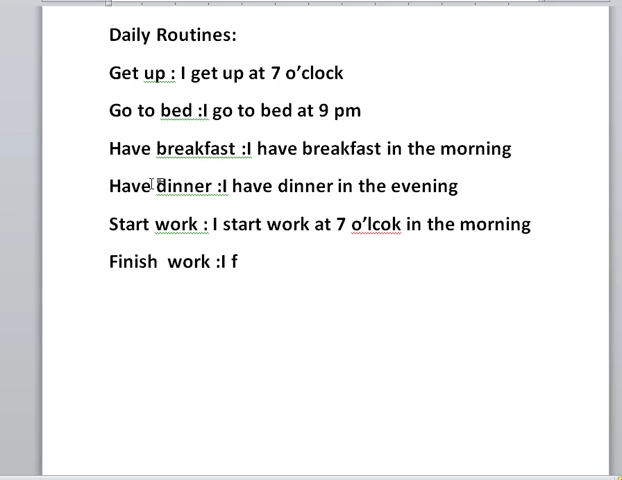 Daily Routines:
Get up : I get up at 7 o’clock
Go to bed :I go to bed at 9 pm
Have breakfast :I have breakfast in the morning
Have dinner :I have dinner in the evening
Start work : I start work at 7 o’lcok in the morning
Finish  work :I f